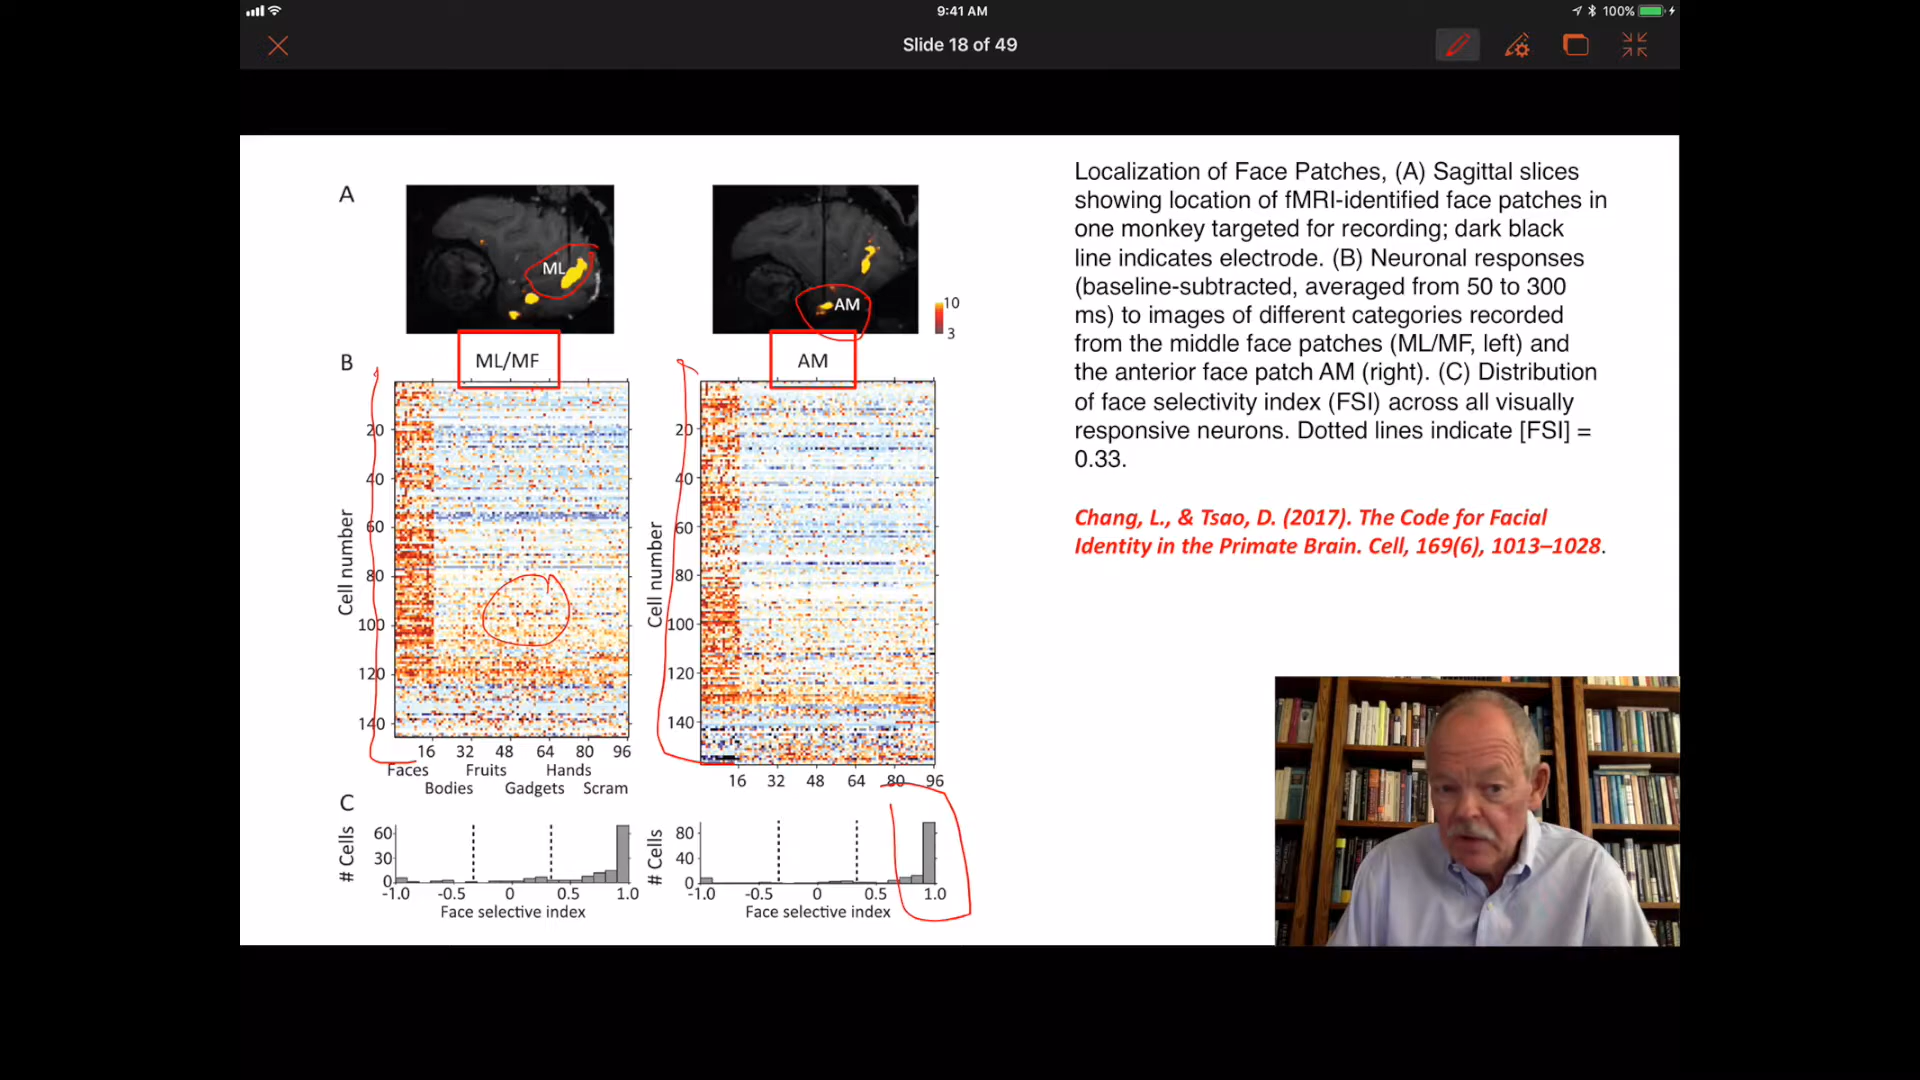 9:41 AM
100%
Slide 18 of 49
A
ML
AM
10
3
B
ML/MF
AM
Cell number
20
40
60
80
100
120
140
16 32 48 64 80 96
Faces Fruits Hands
Bodies Gadgets Scram
Cell number
20
40
60
80
100
120
140
16 32 48 64 80 96
C
# Cells
60
30
0
-1.0 -0.5 0 0.5 1.0
Face selective index
# Cells
80
40
0
-1.0 -0.5 0 0.5 1.0
Face selective index
Localization of Face Patches, (A) Sagittal slices
showing location of fMRI-identified face patches in
one monkey targeted for recording; dark black
line indicates electrode. (B) Neuronal responses
(baseline-subtracted, averaged from 50 to 300
ms) to images of different categories recorded
from the middle face patches (ML/MF, left) and
the anterior face patch AM (right). (C) Distribution
of face selectivity index (FSI) across all visually
responsive neurons. Dotted lines indicate [FSI] =
0.33.
Chang, L., & Tsao, D. (2017). The Code for Facial
Identity in the Primate Brain. Cell, 169(6), 1013–1028.